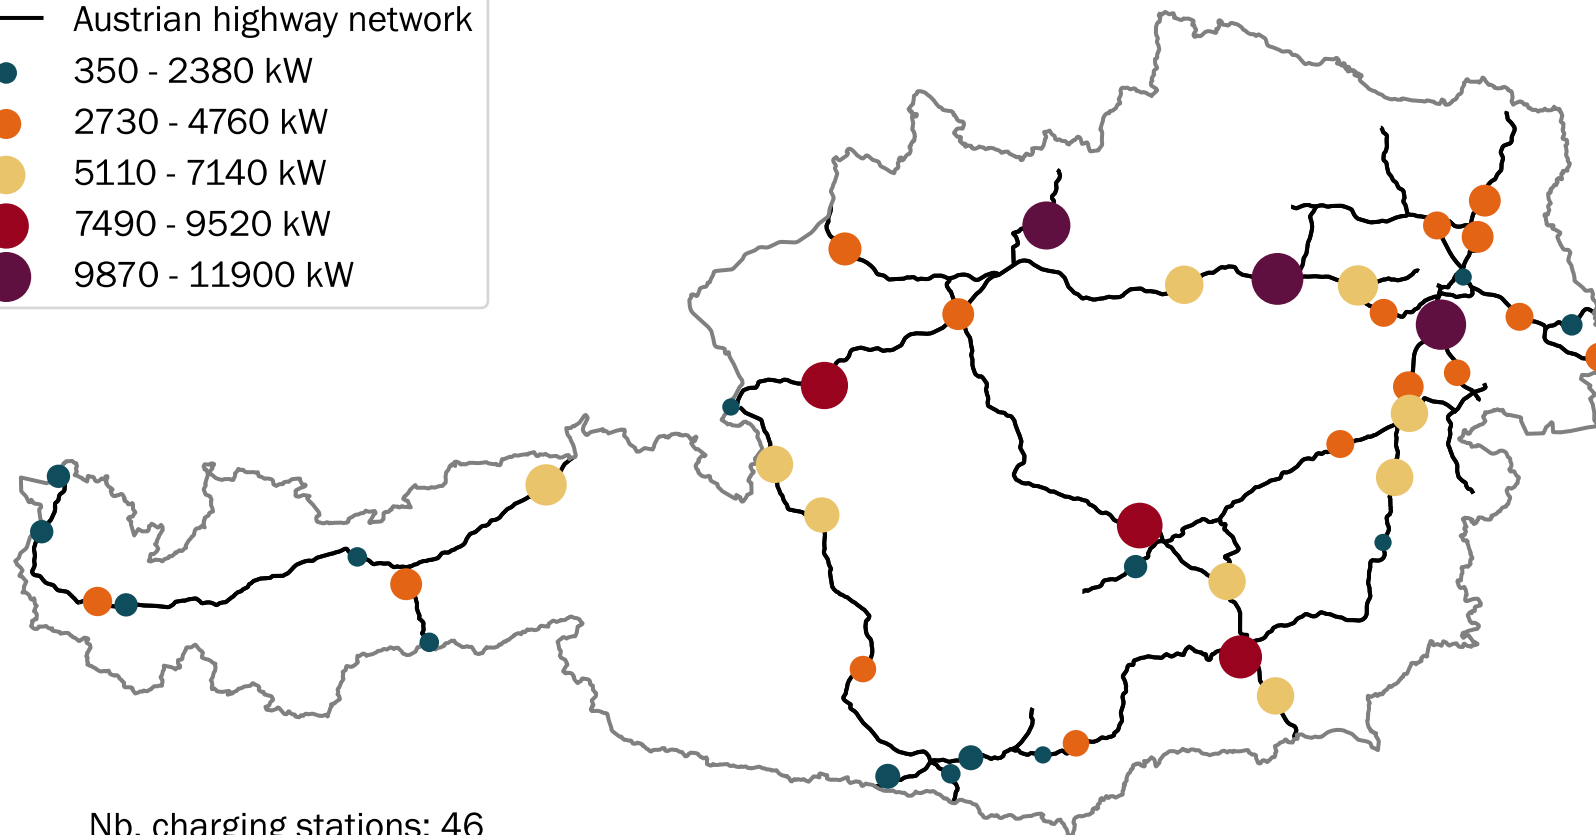 Austrian highway network
350 - 2380 kW
2730 - 4760 kW
5110 - 7140 kW
7490 - 9520 kW
9870 - 11900 kW
Nb. charging stations: 46